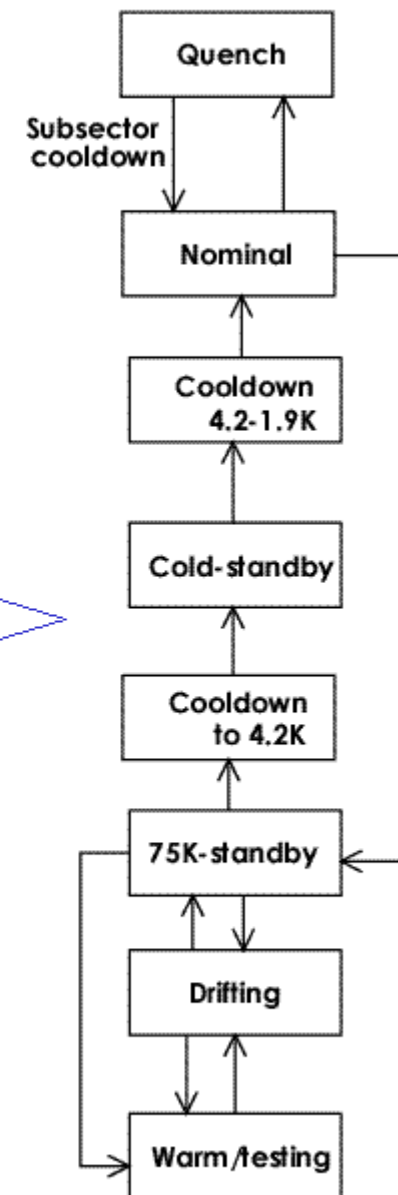 Quench
Subsector
cooldown
Nominal
Cooldown
4.2-1.9K
Cold-standby
Cooldown
to 4.2K
75K-standby
Drifting
Warm/testing